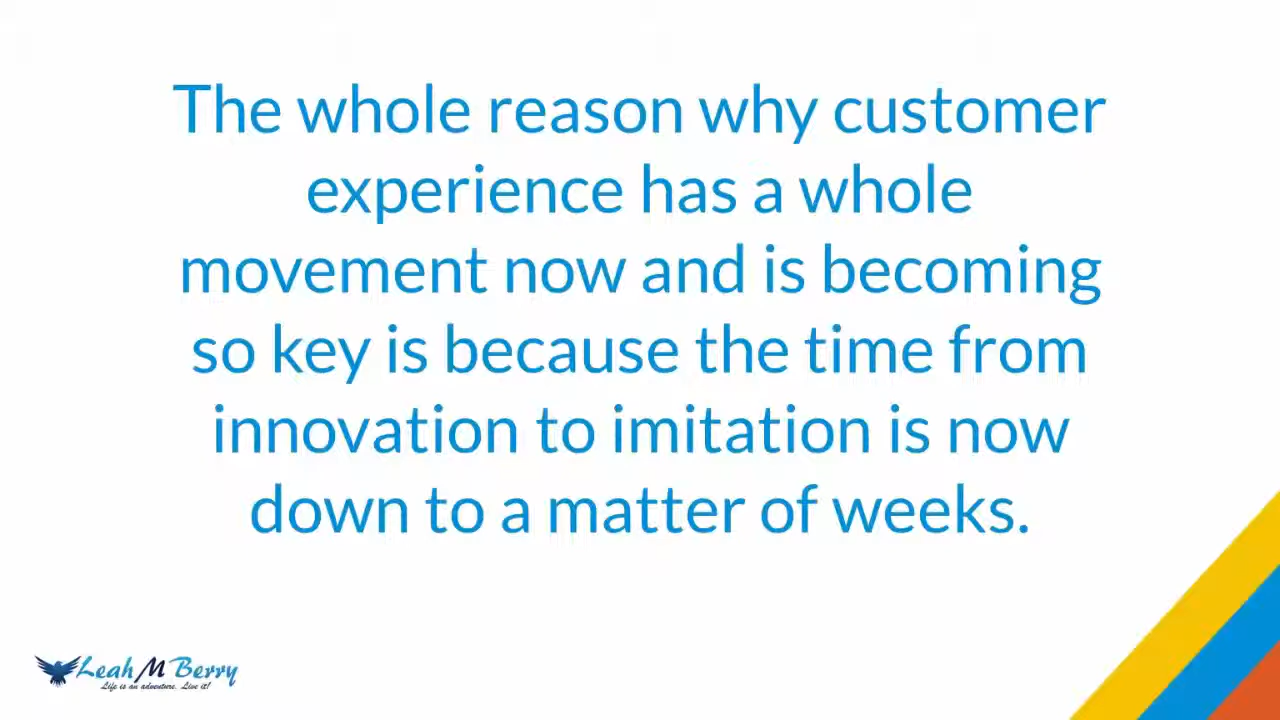 The whole reason why customer
experience has a whole
movement now and is becoming
so key is because the time from
innovation to imitation is now
down to a matter of weeks.
Leah M Berry
Life is an adventure. Live it!